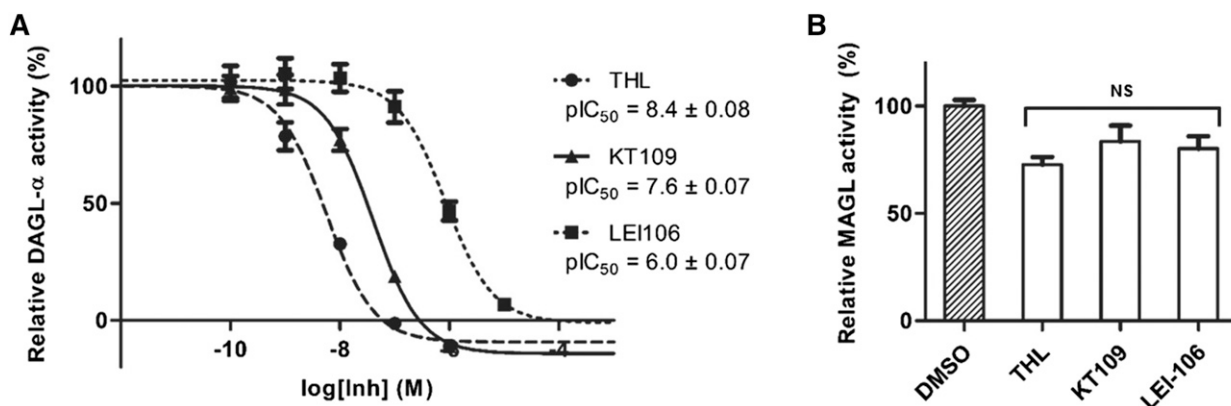 A
Relative DAGL-α activity (%)
100
50
0
-10
-8
-4
log[Inh] (M)
THL
pIC₅₀ = 8.4 ± 0.08
KT109
pIC₅₀ = 7.6 ± 0.07
LEI106
pIC₅₀ = 6.0 ± 0.07
B
Relative MAGL activity (%)
100
50
0
NS
DMSO
THL
KT109
LEI-106